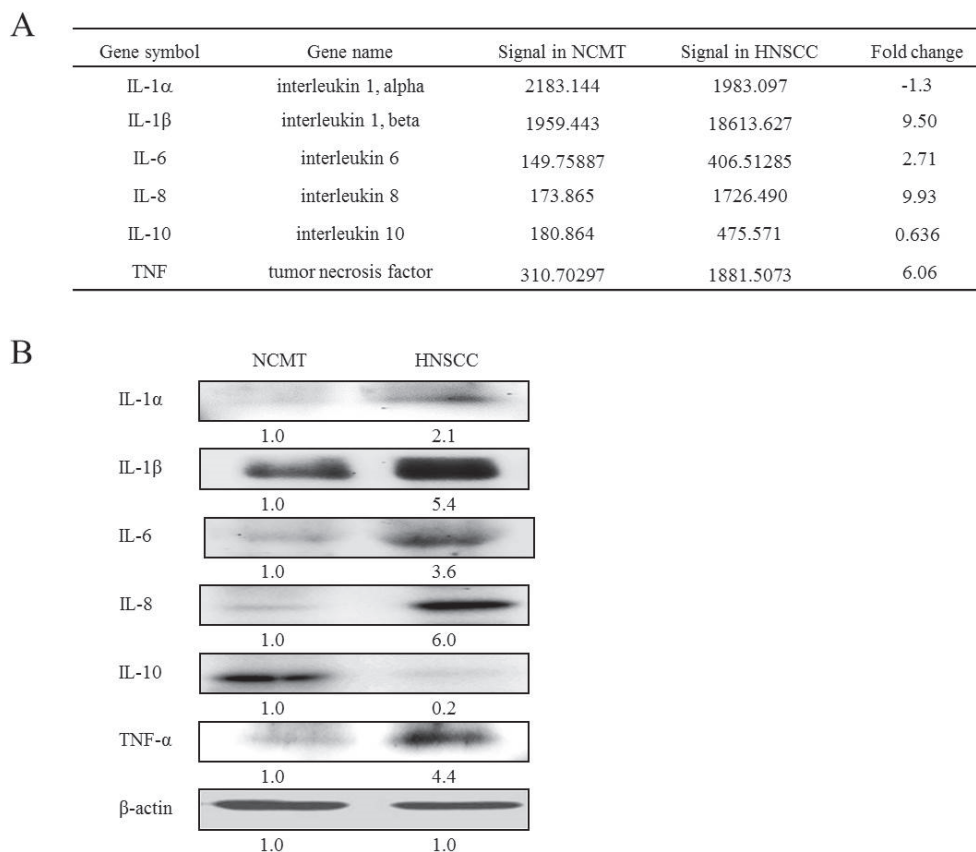 A
Gene symbol Gene name Signal in NCMT Signal in HNSCC Fold change
IL-1α interleukin 1, alpha 2183.144 1983.097 -1.3
IL-1β interleukin 1, beta 1959.443 18613.627 9.50
IL-6 interleukin 6 149.75887 406.51285 2.71
IL-8 interleukin 8 173.865 1726.490 9.93
IL-10 interleukin 10 180.864 475.571 0.636
TNF tumor necrosis factor 310.70297 1881.5073 6.06
B
NCMT HNSCC
IL-1α
1.0 2.1
IL-1β
1.0 5.4
IL-6
1.0 3.6
IL-8
1.0 6.0
IL-10
1.0 0.2
TNF-α
1.0 4.4
β-actin
1.0 1.0